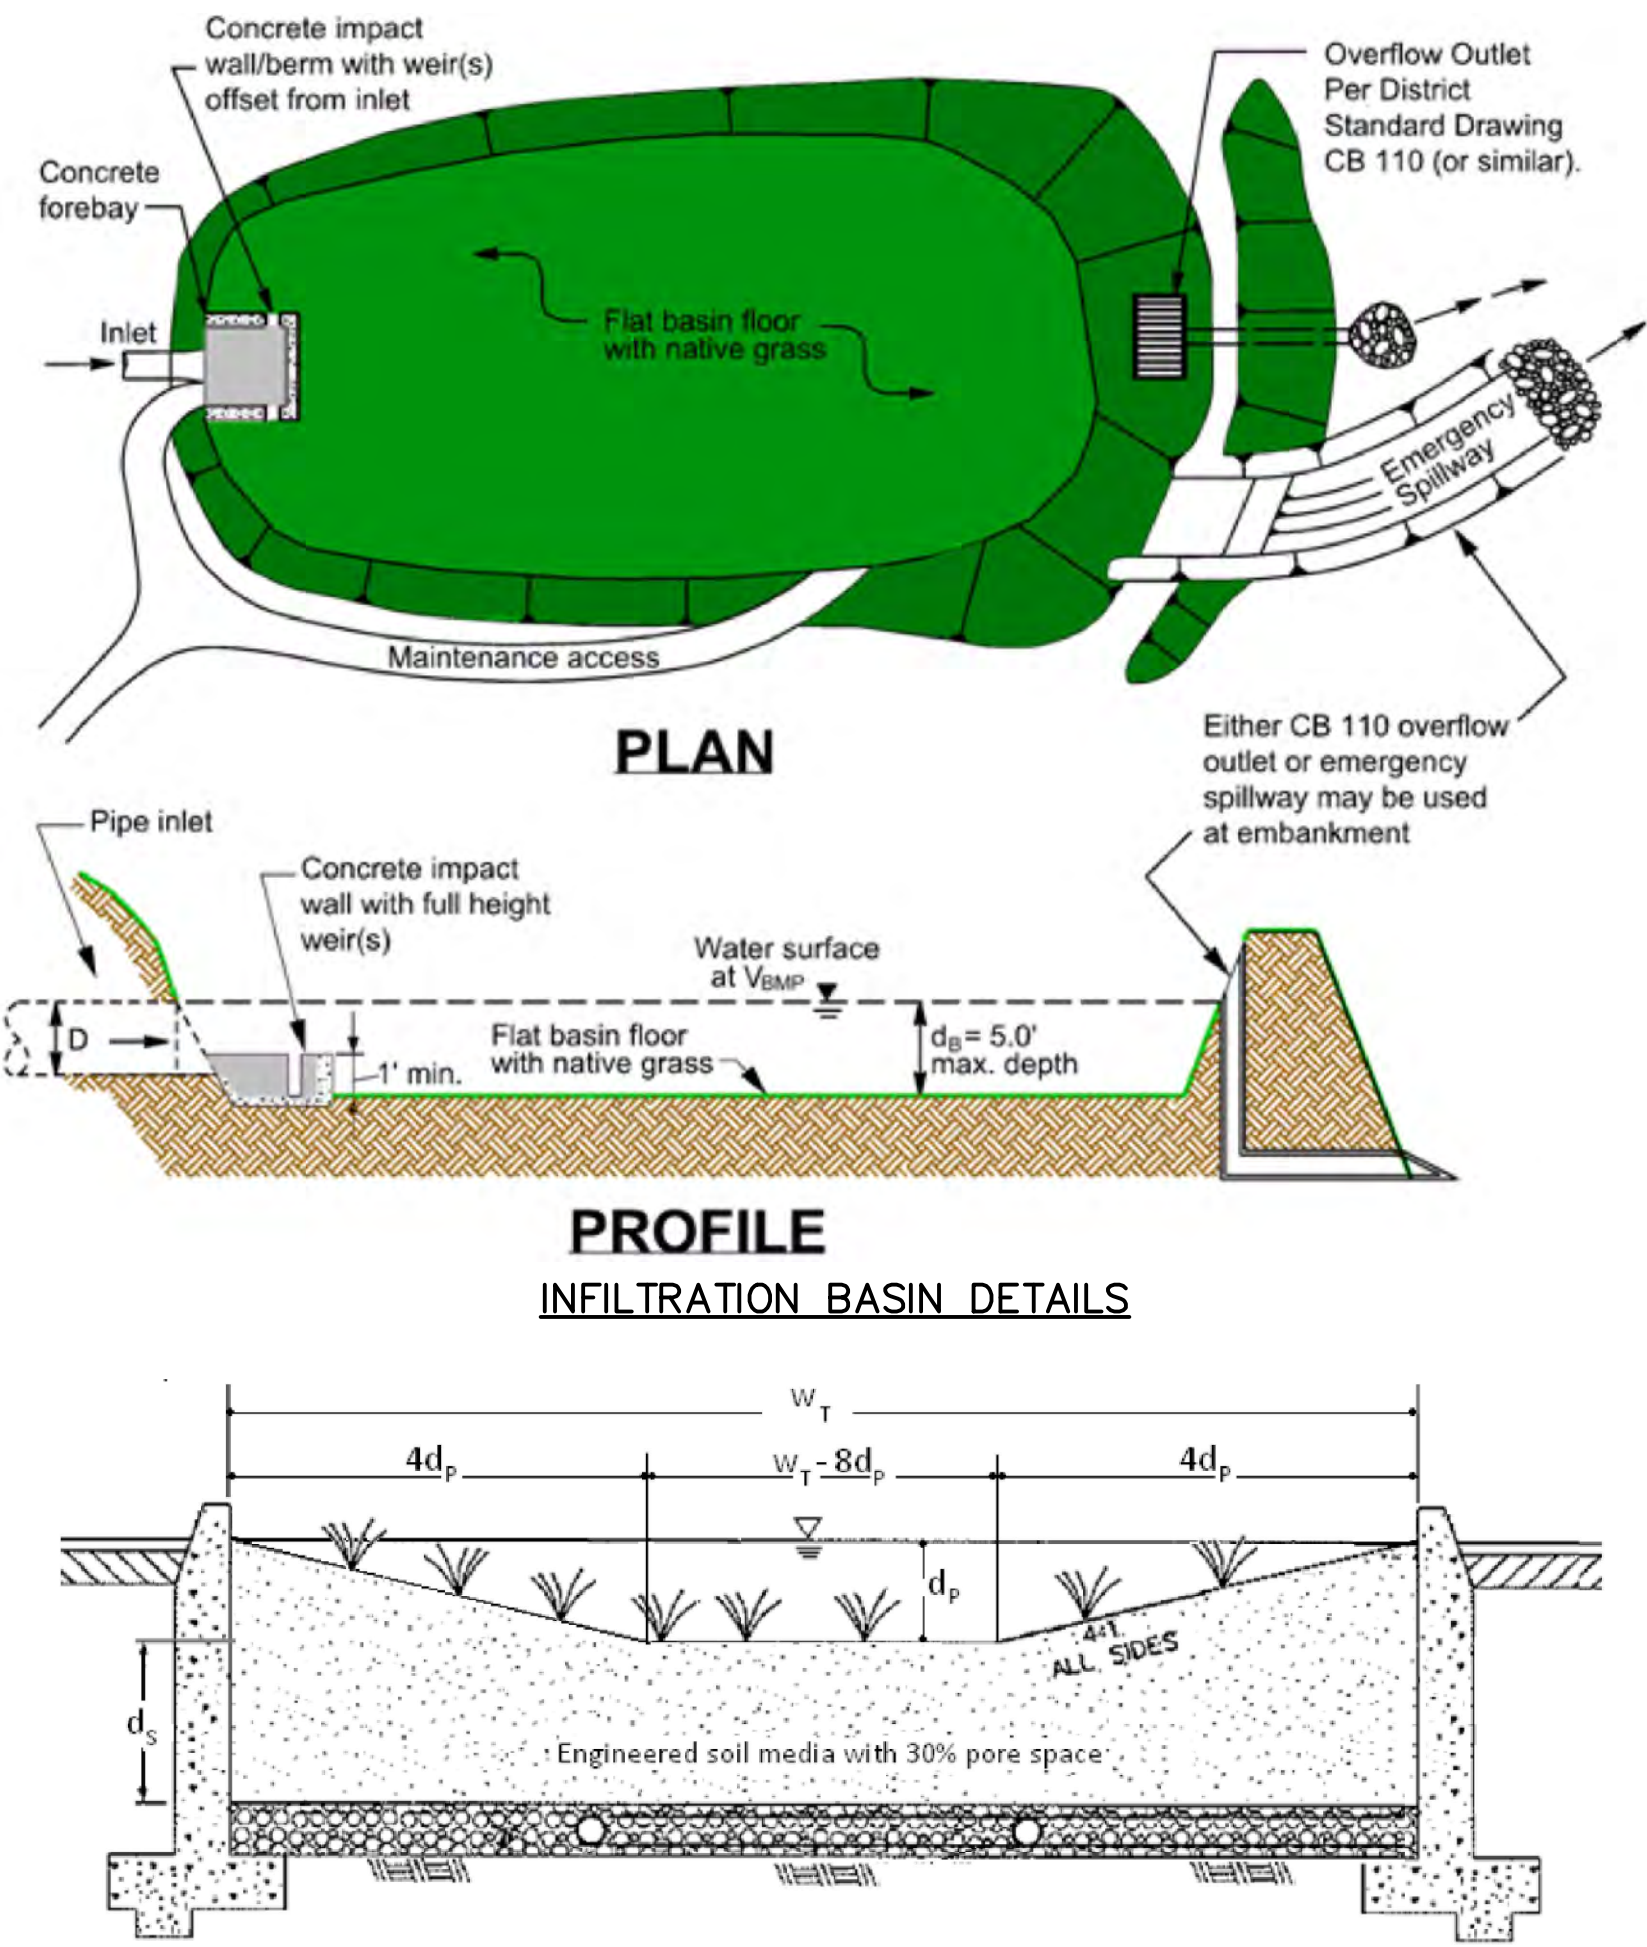 Concrete impact
wall/berm with weir(s)
offset from inlet
Overflow Outlet
Per District
Standard Drawing
CB 110 (or similar).
Concrete
forebay
Inlet
Flat basin floor
with native grass
Emergency
Spillway
Maintenance access
PLAN
Either CB 110 overflow
outlet or emergency
spillway may be used
at embankment
Pipe inlet
Concrete impact
wall with full height
weir(s)
Water surface
at VBMP
D
1' min.
Flat basin floor
with native grass
dB= 5.0'
max. depth
PROFILE
INFILTRATION BASIN DETAILS
WT
4dP
WT-8dP
4dP
dP
4:1
ALL SIDES
dS
Engineered soil media with 30% pore space